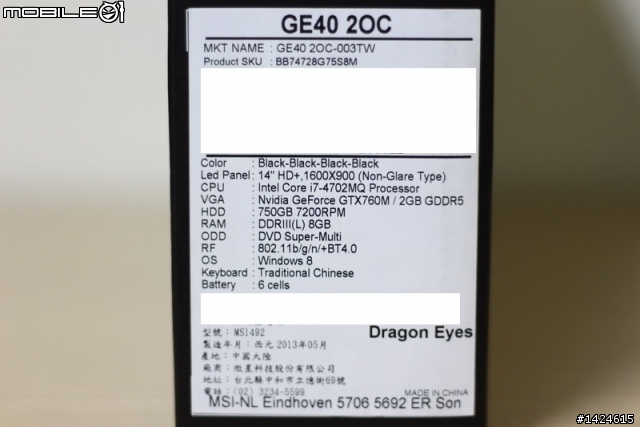 MOBILE01
GE40 2OC
MKT NAME : GE40 2OC-003TW
Product SKU : BB74728G75S8M
Color : Black-Black-Black-Black
Led Panel : 14" HD+,1600X900 (Non-Glare Type)
CPU : Intel Core i7-4702MQ Processor
VGA : Nvidia GeForce GTX760M / 2GB GDDR5
HDD : 750GB 7200RPM
RAM : DDRIII(L) 8GB
ODD : DVD Super-Multi
RF : 802.11b/g/n/+BT4.0
OS : Windows 8
Keyboard : Traditional Chinese
Battery : 6 cells
Dragon Eyes
型號：MS1492
製造年月：西元 2013年05月
產地：中國大陸
廠商：微星科技股份有限公司
地址：台北縣中和市立德街69號
電話：(02) 3234-5599
MADE IN CHINA
MSI-NL Eindhoven 5706 5692 ER Son
#1424615